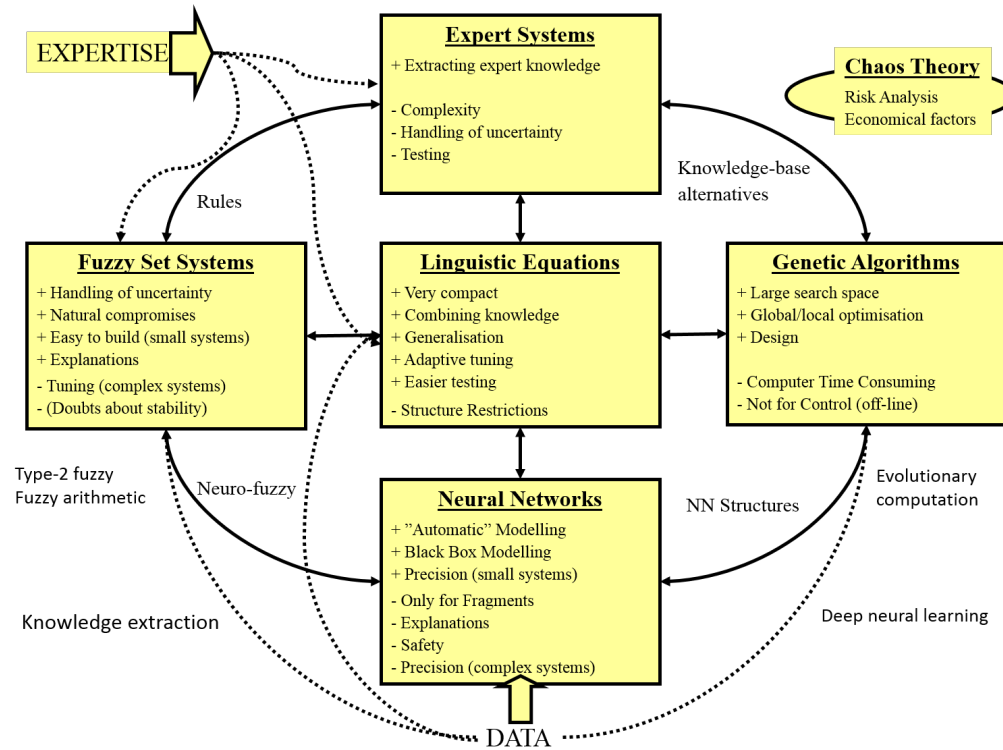 EXPERTISE
Expert Systems
+ Extracting expert knowledge
- Complexity
- Handling of uncertainty
- Testing
Chaos Theory
Risk Analysis
Economical factors
Rules
Knowledge-base
alternatives
Fuzzy Set Systems
+ Handling of uncertainty
+ Natural compromises
+ Easy to build (small systems)
+ Explanations
- Tuning (complex systems)
- (Doubts about stability)
Linguistic Equations
+ Very compact
+ Combining knowledge
+ Generalisation
+ Adaptive tuning
+ Easier testing
- Structure Restrictions
Genetic Algorithms
+ Large search space
+ Global/local optimisation
+ Design
- Computer Time Consuming
- Not for Control (off-line)
Type-2 fuzzy
Fuzzy arithmetic
Neuro-fuzzy
Neural Networks
+ ”Automatic” Modelling
+ Black Box Modelling
+ Precision (small systems)
- Only for Fragments
- Explanations
- Safety
- Precision (complex systems)
NN Structures
Evolutionary
computation
Knowledge extraction
Deep neural learning
DATA